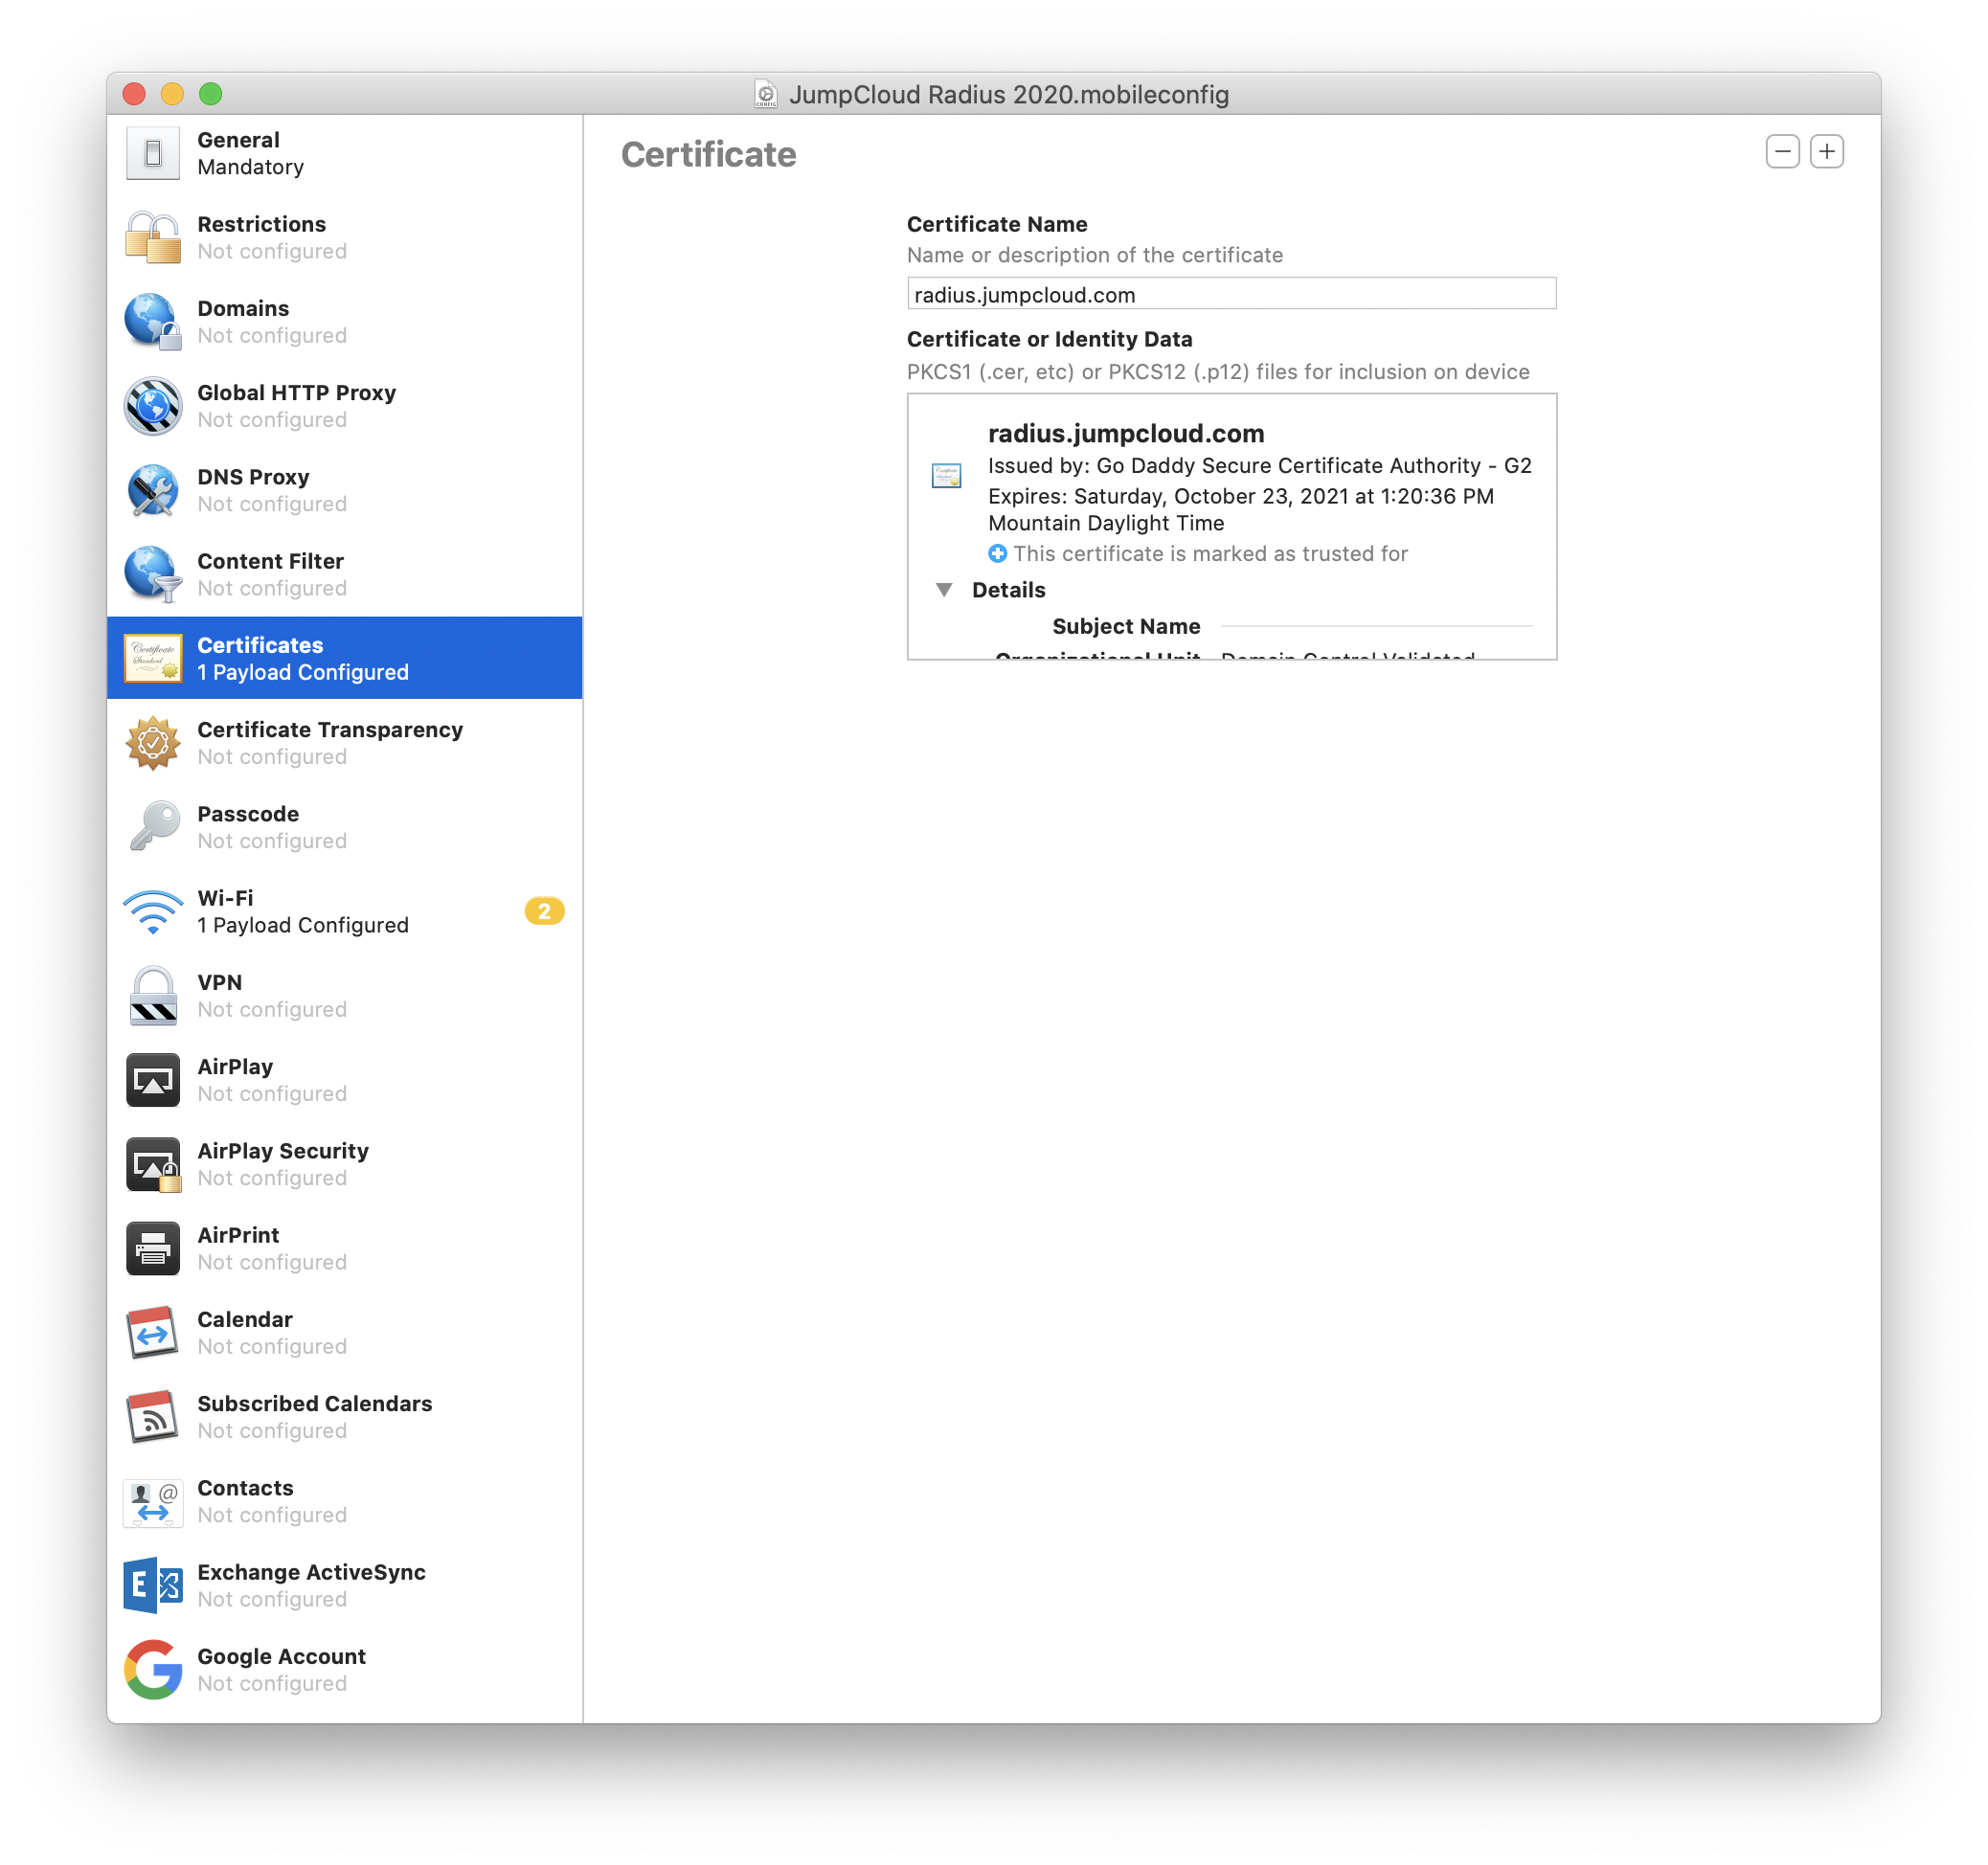 JumpCloud Radius 2020.mobileconfig
General
Mandatory
Restrictions
Not configured
Domains
Not configured
Global HTTP Proxy
Not configured
DNS Proxy
Not configured
Content Filter
Not configured
Certificates
1 Payload Configured
Certificate Transparency
Not configured
Passcode
Not configured
Wi-Fi
1 Payload Configured
2
VPN
Not configured
AirPlay
Not configured
AirPlay Security
Not configured
AirPrint
Not configured
Calendar
Not configured
Subscribed Calendars
Not configured
Contacts
Not configured
Exchange ActiveSync
Not configured
Google Account
Not configured
Certificate
Certificate Name
Name or description of the certificate
radius.jumpcloud.com
Certificate or Identity Data
PKCS1 (.cer, etc) or PKCS12 (.p12) files for inclusion on device
radius.jumpcloud.com
Issued by: Go Daddy Secure Certificate Authority - G2
Expires: Saturday, October 23, 2021 at 1:20:36 PM
Mountain Daylight Time
This certificate is marked as trusted for
Details
Subject Name
Organizational Unit Domain Control Validated